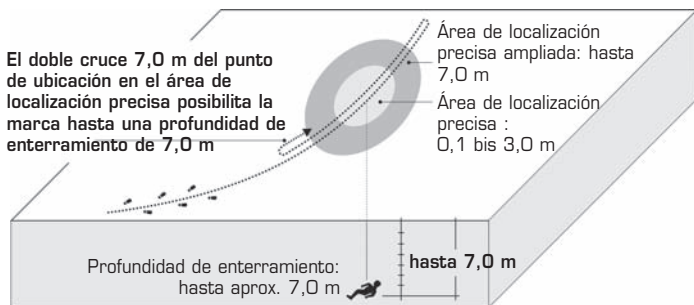 El doble cruce 7,0 m del punto
de ubicación en el área de
localización precisa posibilita la
marca hasta una profundidad de
enterramiento de 7,0 m
Área de localización
precisa ampliada: hasta
7,0 m
Área de localización
precisa :
0,1 bis 3,0 m
Profundidad de enterramiento:
hasta aprox. 7,0 m
hasta 7,0 m